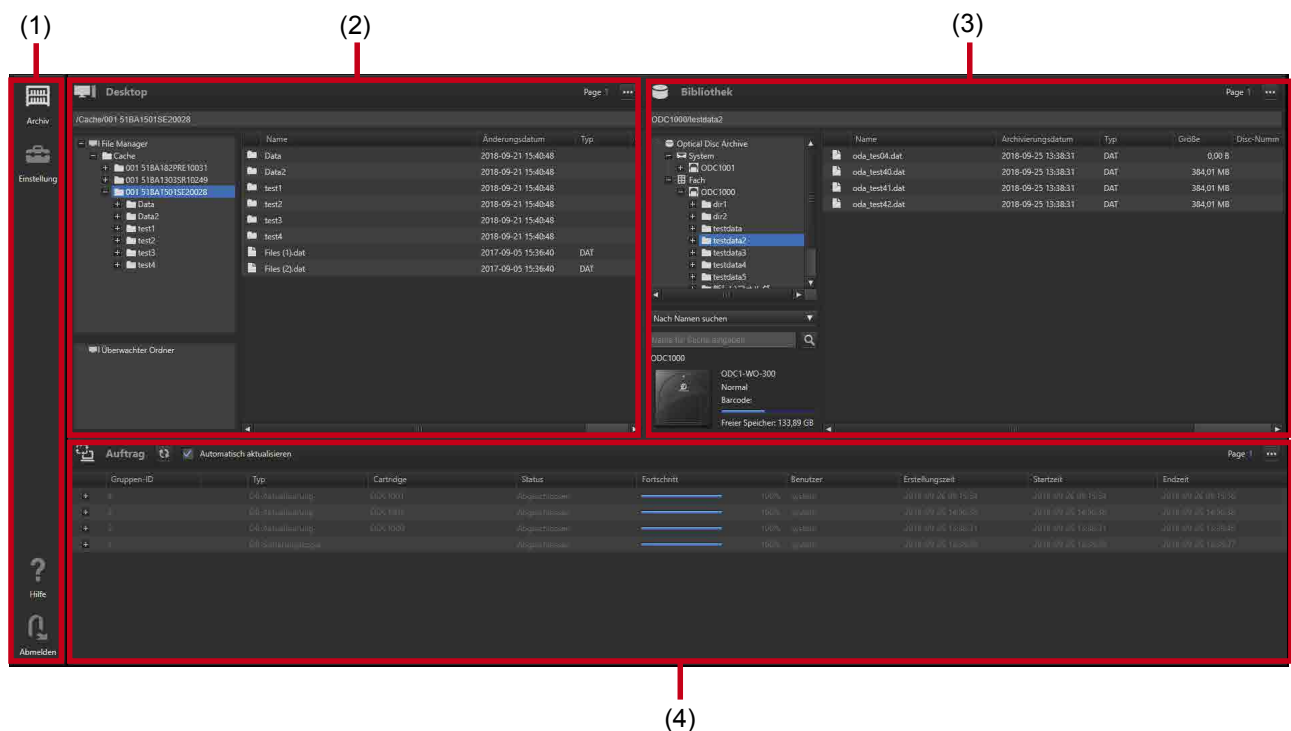 (1)
(2)
(3)
Archiv
Einstellung
Hilfe
Abmelden
Desktop
Page 1
/Cache/001 51BA1501SE20028
File Manager
Cache
001 51BA182PRE10031
001 51BA1303SR10249
001 51BA1501SE20028
Data
Data2
test1
test2
test3
test4
Überwachter Ordner
Name Änderungsdatum Typ
Data 2018-09-21 15:40:48
Data2 2018-09-21 15:40:48
test1 2018-09-21 15:40:48
test2 2018-09-21 15:40:48
test3 2018-09-21 15:40:48
test4 2018-09-21 15:40:48
Files (1).dat 2017-09-05 15:36:40 DAT
Files (2).dat 2017-09-05 15:36:40 DAT
Bibliothek
Page 1
ODC1000/testdata2
Optical Disc Archive
System
ODC1001
Fach
ODC1000
dir1
dir2
testdata
testdata2
testdata3
testdata4
testdata5
Nach Namen suchen
ODC1000
ODC1-WO-300
Normal
Barcode:
Freier Speicher: 133,89 GB
Name Archivierungsdatum Typ Größe Disc-Numm
oda_tes04.dat 2018-09-25 13:38:31 DAT 0,00 B
oda_test40.dat 2018-09-25 13:38:31 DAT 384,01 MB
oda_test41.dat 2018-09-25 13:38:31 DAT 384,01 MB
oda_test42.dat 2018-09-25 13:38:31 DAT 384,01 MB
Auftrag
Automatisch aktualisieren
Page 1
Gruppen-ID Typ Cartridge Status Fortschritt Benutzer Erstellungszeit Startzeit Endzeit
100% system
100% system
100% system
100% system
(4)